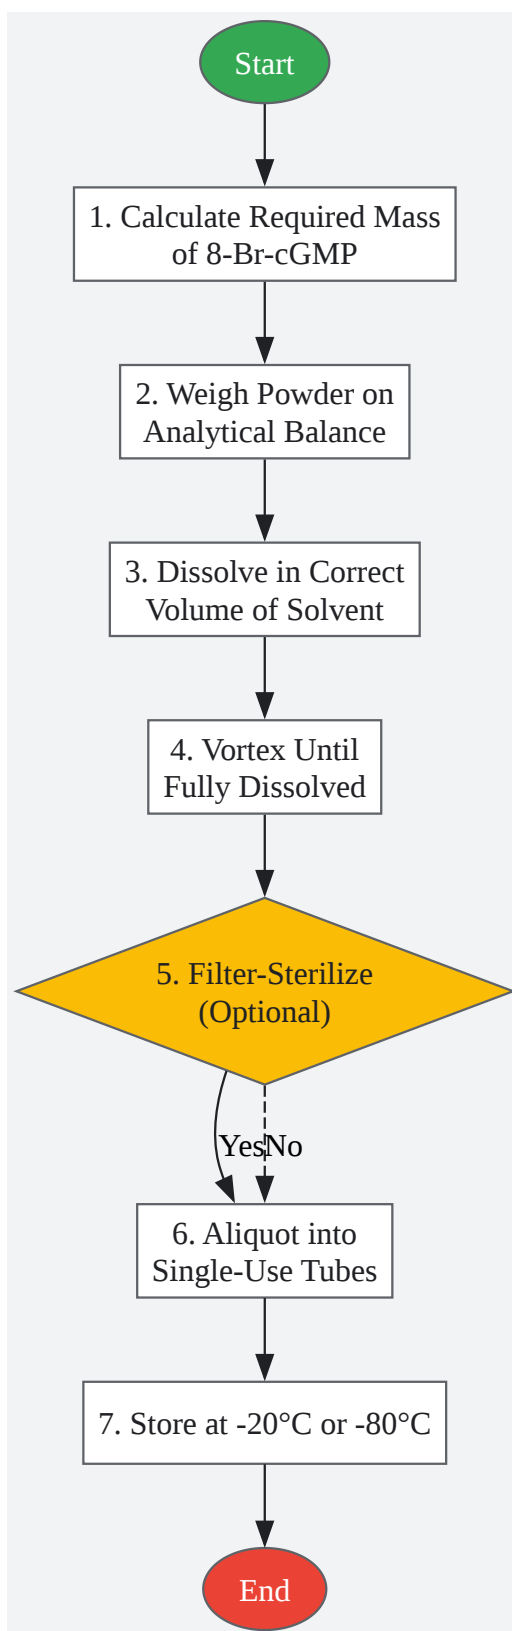 Start
1. Calculate Required Mass
of 8-Br-cGMP
2. Weigh Powder on
Analytical Balance
3. Dissolve in Correct
Volume of Solvent
4. Vortex Until
Fully Dissolved
5. Filter-Sterilize
(Optional)
Yes
No
6. Aliquot into
Single-Use Tubes
7. Store at -20°C or -80°C
End